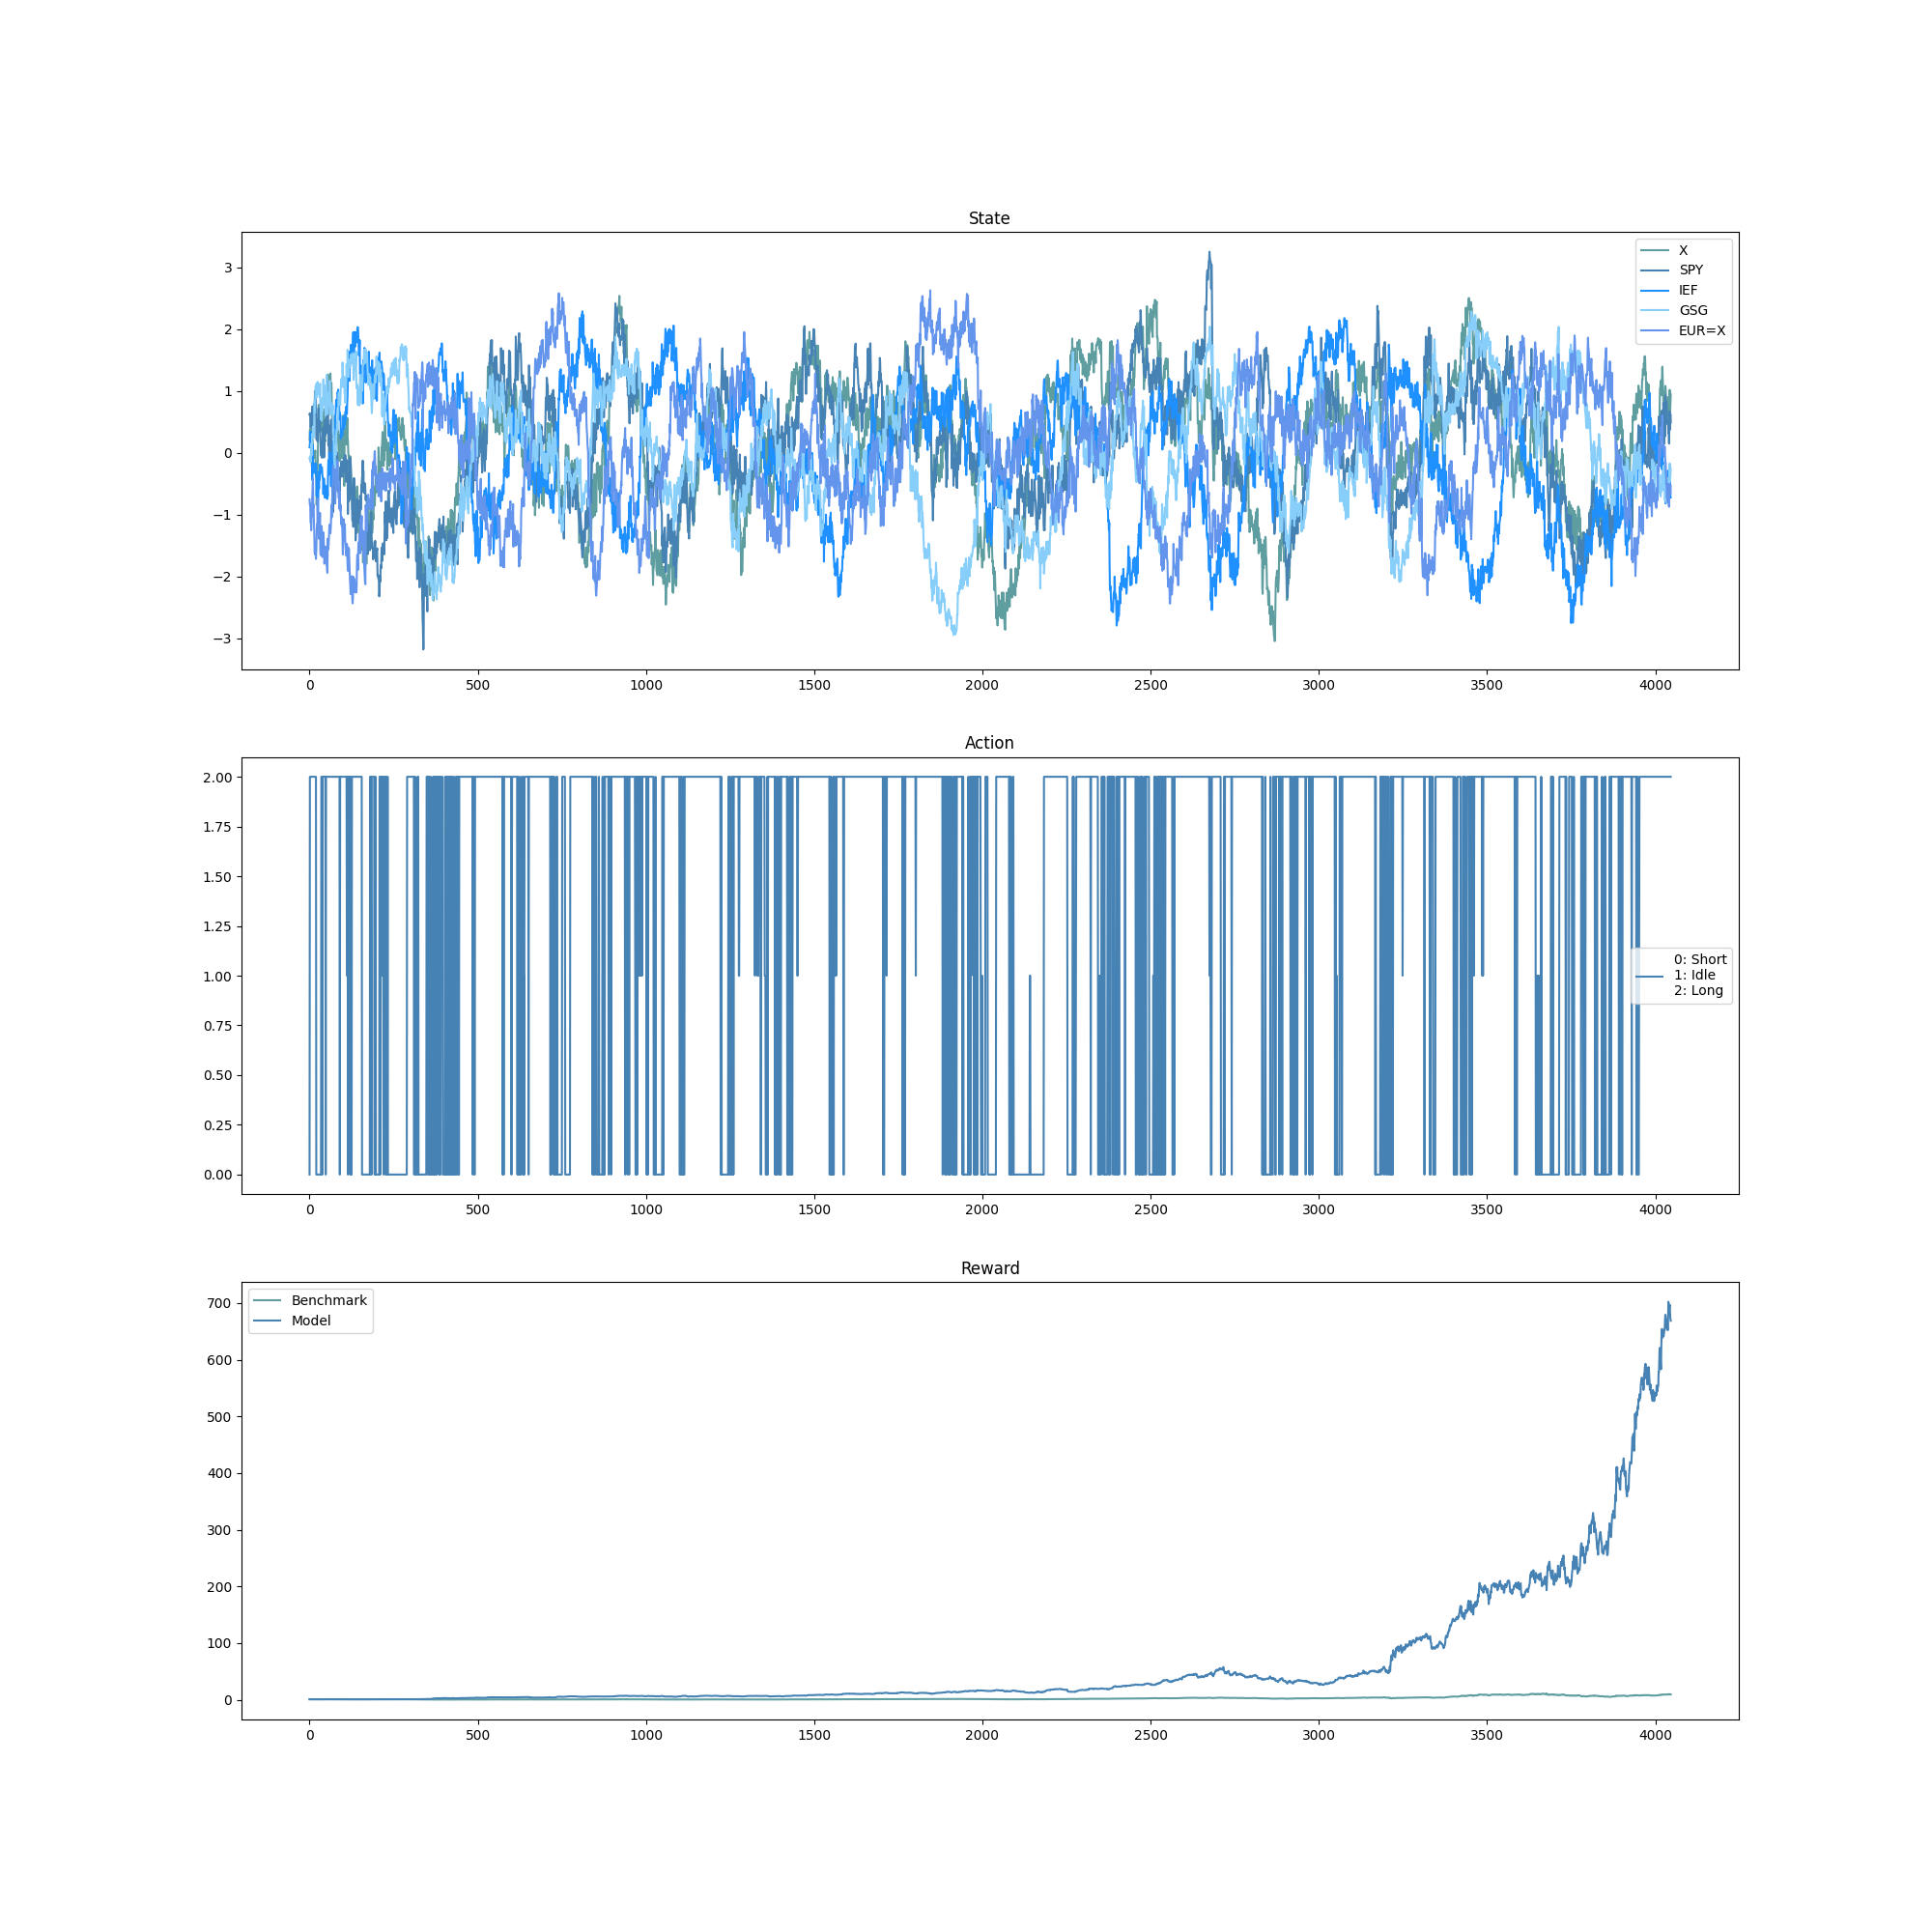 State
3
2
1
0
−1
−2
−3
X
SPY
IEF
GSG
EUR=X
0 500 1000 1500 2000 2500 3000 3500 4000
Action
2.00
1.75
1.50
1.25
1.00
0.75
0.50
0.25
0.00
0: Short
1: Idle
2: Long
0 500 1000 1500 2000 2500 3000 3500 4000
Reward
Benchmark
Model
700
600
500
400
300
200
100
0
0 500 1000 1500 2000 2500 3000 3500 4000